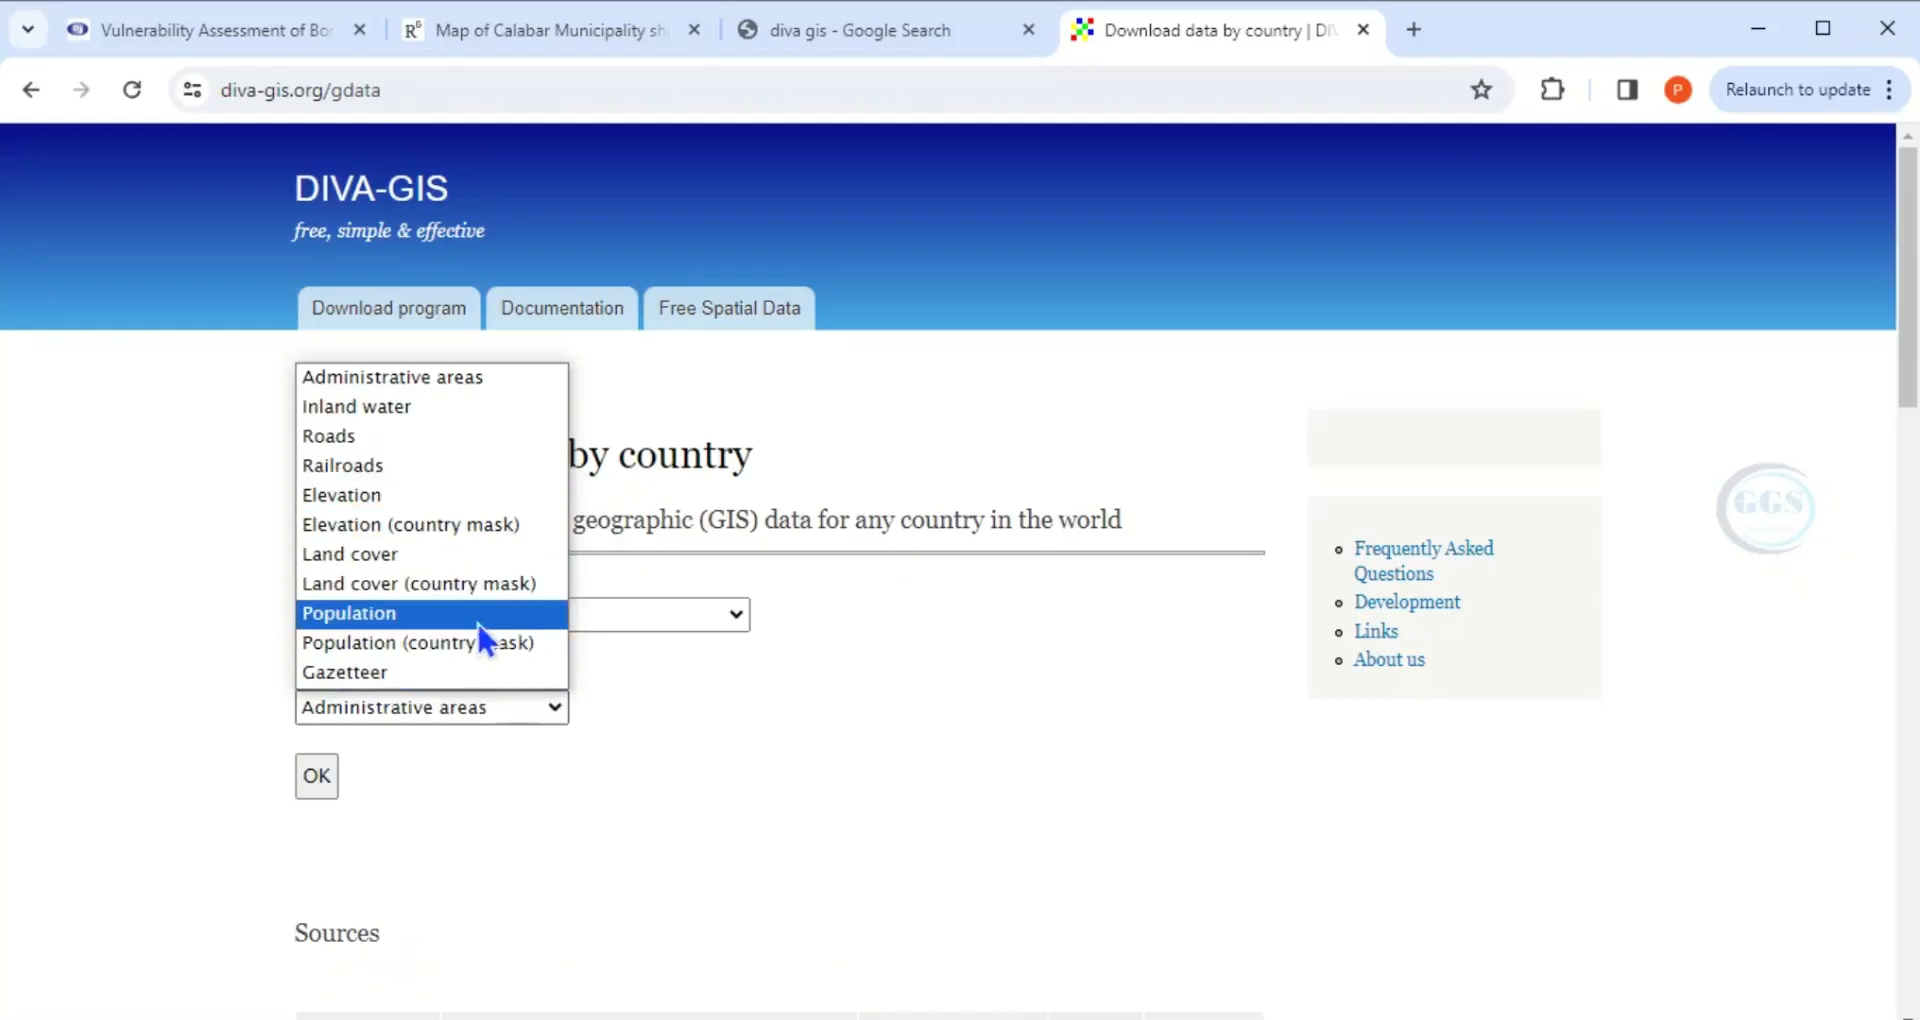 Vulnerability Assessment of Bo
Map of Calabar Municipality sh
diva gis - Google Search
Download data by country | DI
diva-gis.org/gdata
P
Relaunch to update
DIVA-GIS
free, simple & effective
Download program
Documentation
Free Spatial Data
Administrative areas
Inland water
Roads
Railroads
Elevation
Elevation (country mask)
Land cover
Land cover (country mask)
Population
Population (country ask)
Gazetteer
Administrative areas
by country
geographic (GIS) data for any country in the world
OK
Sources
Frequently Asked
Questions
Development
Links
About us
GGS